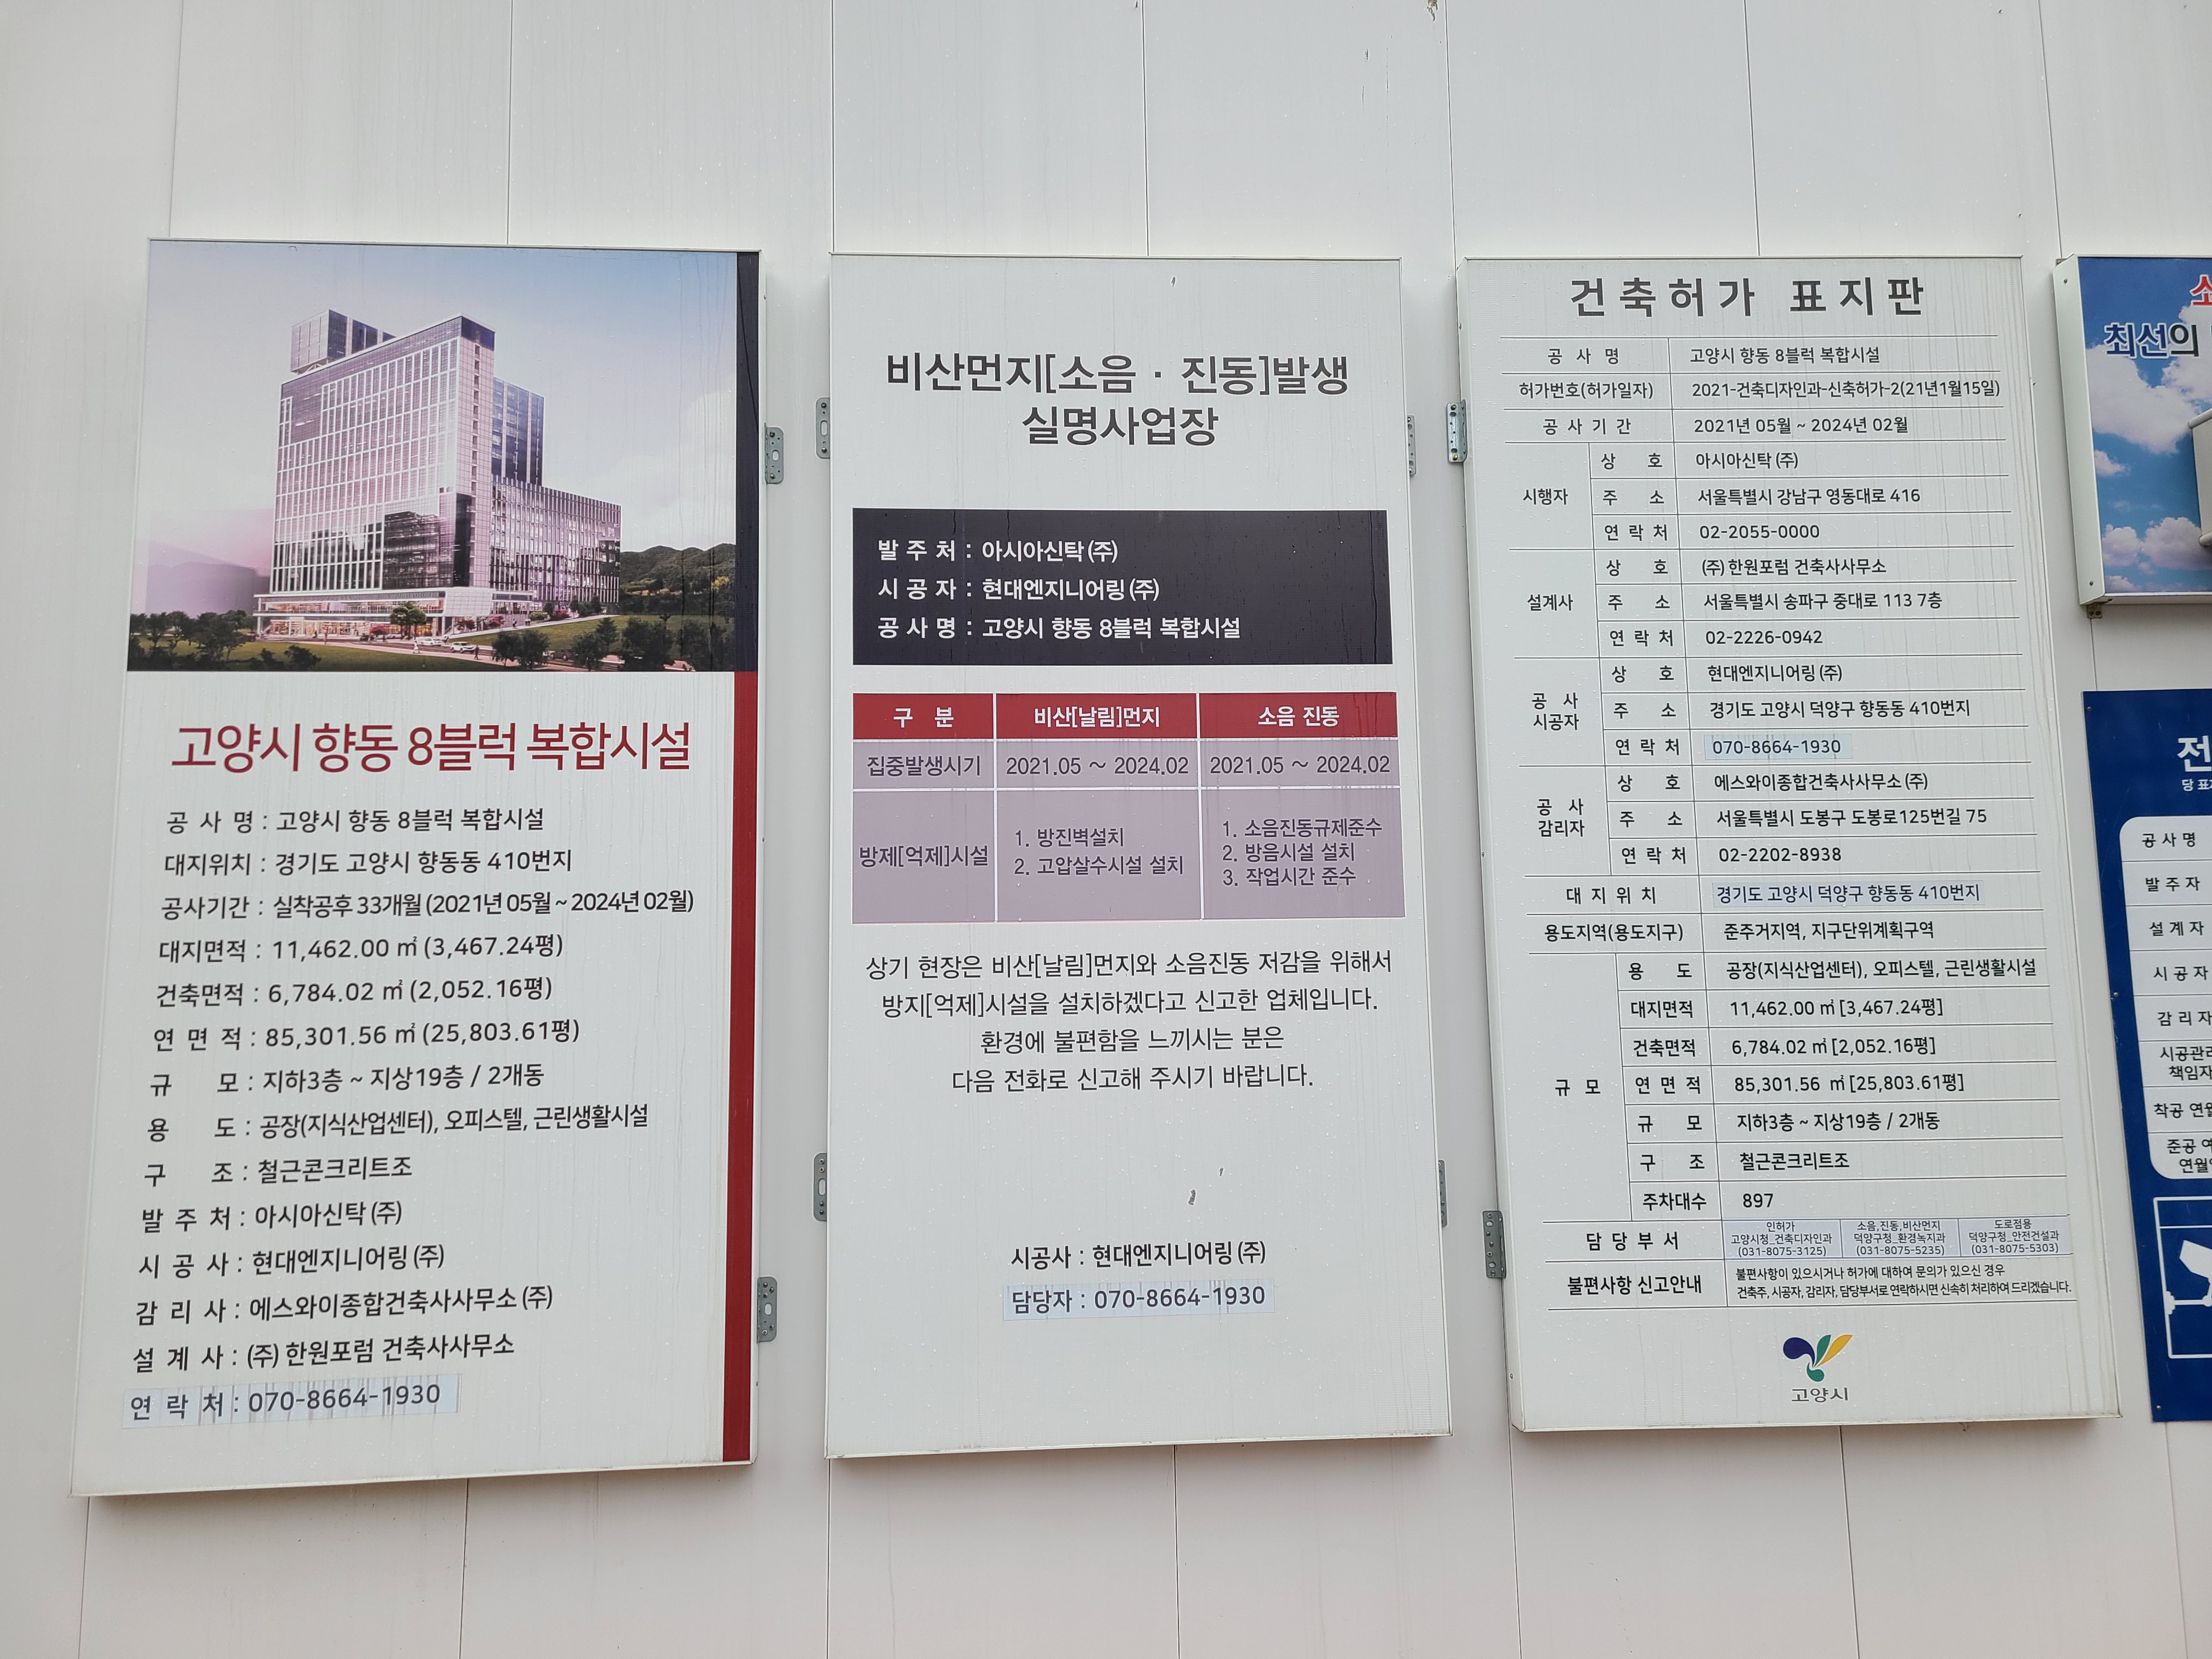 고양시 향동 8블럭 복합시설
공 사 명 : 고양시 향동 8블럭 복합시설
대지위치 : 경기도 고양시 향동동 410번지
공사기간 : 실착공후 33개월 (2021년 05월 ~ 2024년 02월)
대지면적 : 11,462.00 ㎡ (3,467.24평)
건축면적 : 6,784.02 ㎡ (2,052.16평)
연 면 적 : 85,301.56 ㎡ (25,803.61평)
규 모 : 지하3층 ~ 지상19층 / 2개동
용 도 : 공장(지식산업센터), 오피스텔, 근린생활시설
구 조 : 철근콘크리트조
발 주 처 : 아시아신탁 (주)
시 공 사 : 현대엔지니어링 (주)
감 리 사 : 에스와이종합건축사사무소 (주)
설 계 사 : (주) 한원포럼 건축사사무소
연 락 처 : 070-8664-1930
비산먼지[소음 · 진동]발생
실명사업장
발 주 처 : 아시아신탁 (주)
시 공 자 : 현대엔지니어링 (주)
공 사 명 : 고양시 향동 8블럭 복합시설
구 분 비산[날림]먼지 소음 진동
집중발생시기 2021.05 ~ 2024.02 2021.05 ~ 2024.02
방제[억제]시설
1. 방진벽설치
2. 고압살수시설 설치
1. 소음진동규제준수
2. 방음시설 설치
3. 작업시간 준수
상기 현장은 비산[날림]먼지와 소음진동 저감을 위해서
방지[억제]시설을 설치하겠다고 신고한 업체입니다.
환경에 불편함을 느끼시는 분은
다음 전화로 신고해 주시기 바랍니다.
시공사 : 현대엔지니어링 (주)
담당자 : 070-8664-1930
건축허가 표지판
공 사 명 고양시 향동 8블럭 복합시설
허가번호(허가일자) 2021-건축디자인과-신축허가-2(21년1월15일)
공 사 기 간 2021년 05월 ~ 2024년 02월
시행자
상 호 아시아신탁 (주)
주 소 서울특별시 강남구 영동대로 416
연 락 처 02-2055-0000
설계사
상 호 (주) 한원포럼 건축사사무소
주 소 서울특별시 송파구 중대로 113 7층
연 락 처 02-2226-0942
공 사
시공자
상 호 현대엔지니어링 (주)
주 소 경기도 고양시 덕양구 향동동 410번지
연 락 처 070-8664-1930
공 사
감리자
상 호 에스와이종합건축사사무소 (주)
주 소 서울특별시 도봉구 도봉로125번길 75
연 락 처 02-2202-8938
대 지 위 치 경기도 고양시 덕양구 향동동 410번지
용도지역(용도지구) 준주거지역, 지구단위계획구역
규 모
용 도 공장(지식산업센터), 오피스텔, 근린생활시설
대지면적 11,462.00 ㎡ [3,467.24평]
건축면적 6,784.02 ㎡ [2,052.16평]
연 면 적 85,301.56 ㎡ [25,803.61평]
규 모 지하3층 ~ 지상19층 / 2개동
구 조 철근콘크리트조
주차대수 897
담 당 부 서
인허가
고양시청_건축디자인과
(031-8075-3125)
소음,진동,비산먼지
덕양구청_환경녹지과
(031-8075-5235)
도로점용
덕양구청_안전건설과
(031-8075-5303)
불편사항 신고안내
불편사항이 있으시거나 허가에 대하여 문의가 있으신 경우
건축주, 시공자, 감리자, 담당부서로 연락하시면 신속히 처리하여 드리겠습니다.
고양시
최선의
공 사 명
발 주 자
설 계 자
시 공 자
감 리 자
시공관리
책임자
착공 연월
준공 예
연월